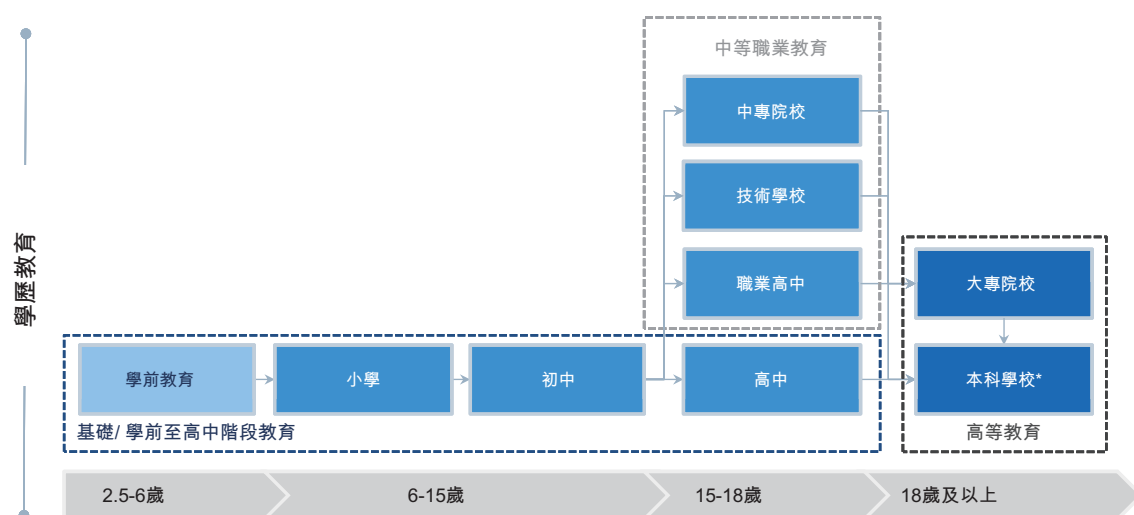 中等職業教育
中專院校
技術學校
職業高中
大專院校
學歷教育
學前教育
小學
初中
高中
本科學校*
基礎/ 學前至高中階段教育
高等教育
2.5-6歲
6-15歲
15-18歲
18歲及以上